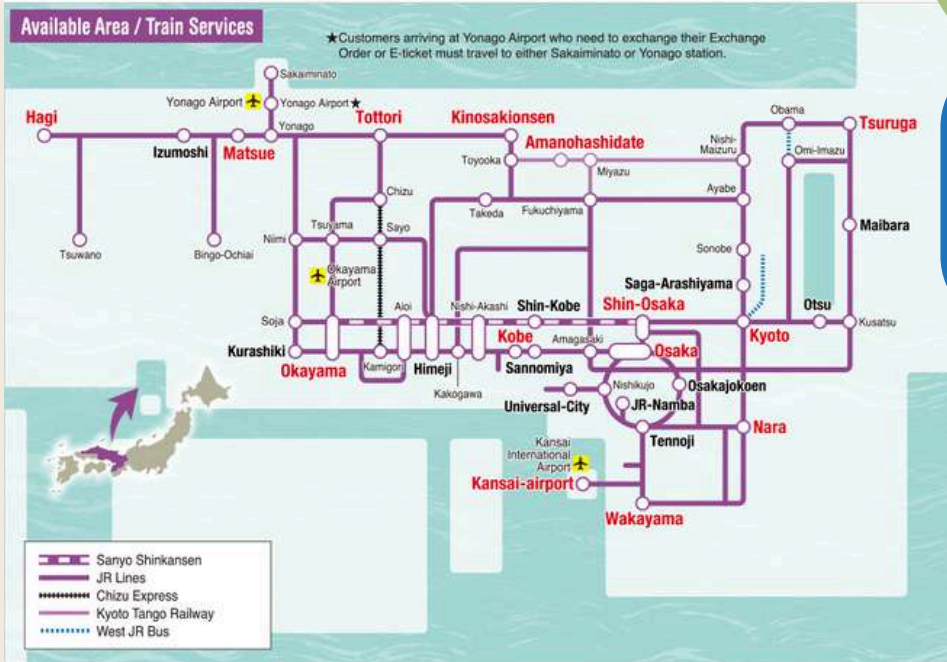 Available Area / Train Services
★Customers arriving at Yonago Airport who need to exchange their Exchange
Order or E-ticket must travel to either Sakaiminato or Yonago station.
Sakaiminato
Yonago Airport
Yonago Airport★
Hagi
Yonago
Tottori
Kinosakionsen
Obama
Tsuruga
Izumoshi
Matsue
Amanohashidate
Nishi-
Maizuru
Omi-Imazu
Toyooka
Miyazu
Chizu
Ayabe
Takeda
Fukuchiyama
Maibara
Tsuyama
Sayo
Niimi
Tsuwano
Bingo-Ochiai
Sonobe
Okayama
Airport
Saga-Arashiyama
Aioi
Nishi-Akashi
Shin-Kobe
Shin-Osaka
Otsu
Soja
Kyoto
Kusatsu
Kobe
Amagasaki
Kurashiki
Okayama
Kamigori
Himeji
Sannomiya
Osaka
Kakogawa
Nishikujo
Osakajokoen
Universal-City
JR-Namba
Tennoji
Nara
Kansai
International
Airport
Kansai-airport
Wakayama
Sanyo Shinkansen
JR Lines
Chizu Express
Kyoto Tango Railway
West JR Bus